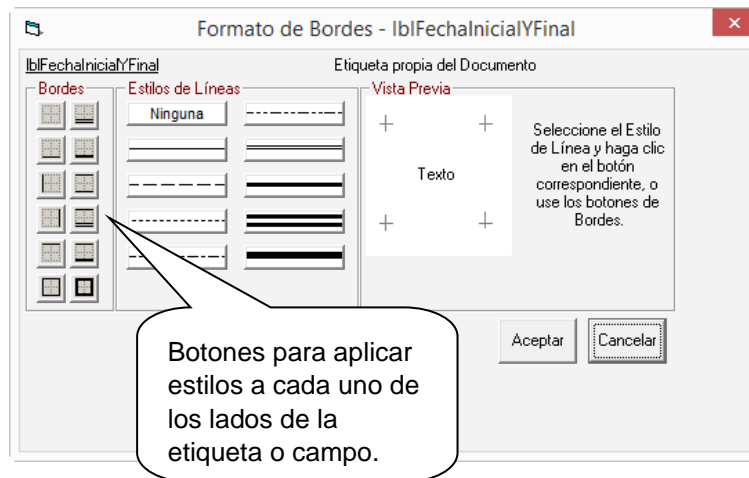 Formato de Bordes - lblFechaInicialYFinal
lblFechaInicialYFinal
Etiqueta propia del Documento
Bordes
Estilos de Líneas
Vista Previa
Ninguna
Texto
Seleccione el Estilo
de Línea y haga clic
en el botón
correspondiente, o
use los botones de
Bordes.
Aceptar
Cancelar
Botones para aplicar
estilos a cada uno de
los lados de la
etiqueta o campo.